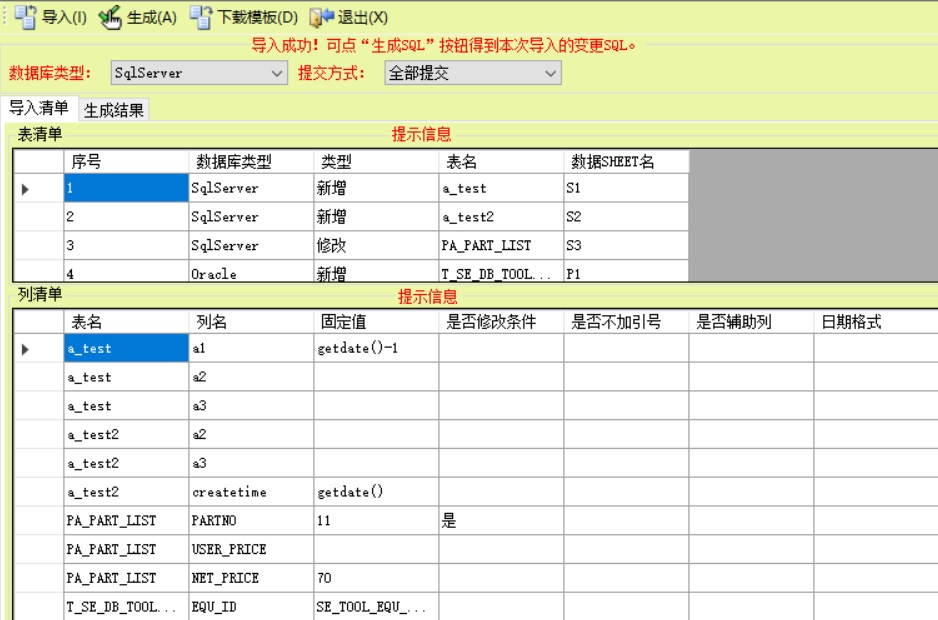 导入(I) 生成(A) 下载模板(D) 退出(X)
导入成功！可点“生成SQL”按钮得到本次导入的变更SQL。
数据库类型： SqlServer 提交方式： 全部提交
导入清单 生成结果
表清单 提示信息
序号 数据库类型 类型 表名 数据SHEET名
1 SqlServer 新增 a_test S1
2 SqlServer 新增 a_test2 S2
3 SqlServer 修改 PA_PART_LIST S3
4 Oracle 新增 T_SE_DB_TOOL... P1
列清单 提示信息
表名 列名 固定值 是否修改条件 是否不加引号 是否辅助列 日期格式
a_test a1 getdate()-1
a_test a2
a_test a3
a_test2 a2
a_test2 a3
a_test2 createtime getdate()
PA_PART_LIST PARTNO 11 是
PA_PART_LIST USER_PRICE
PA_PART_LIST NET_PRICE 70
T_SE_DB_TOOL... EQU_ID SE_TOOL_EQU_...